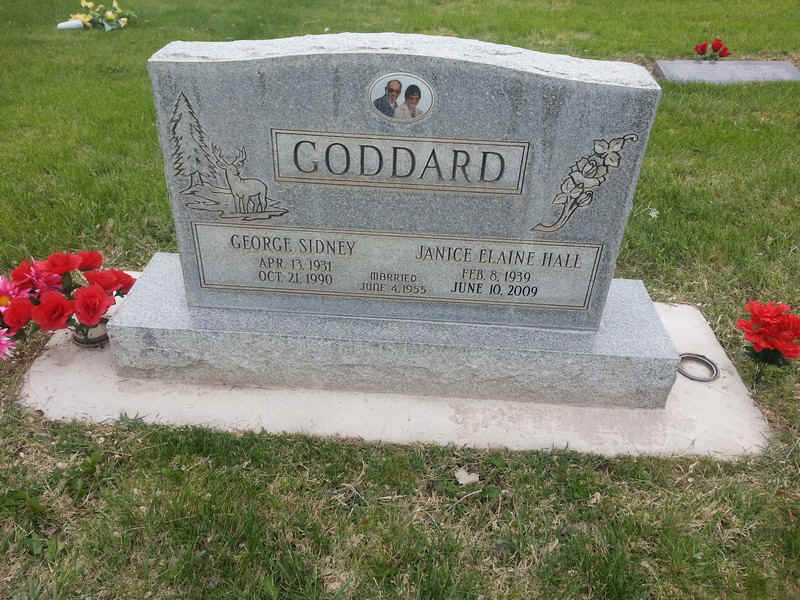 GODDARD
GEORGE SIDNEY
APR. 13, 1931
OCT. 21, 1990
MARRIED
JUNE 4, 1955
JANICE ELAINE HALL
FEB. 8, 1939
JUNE 10, 2009